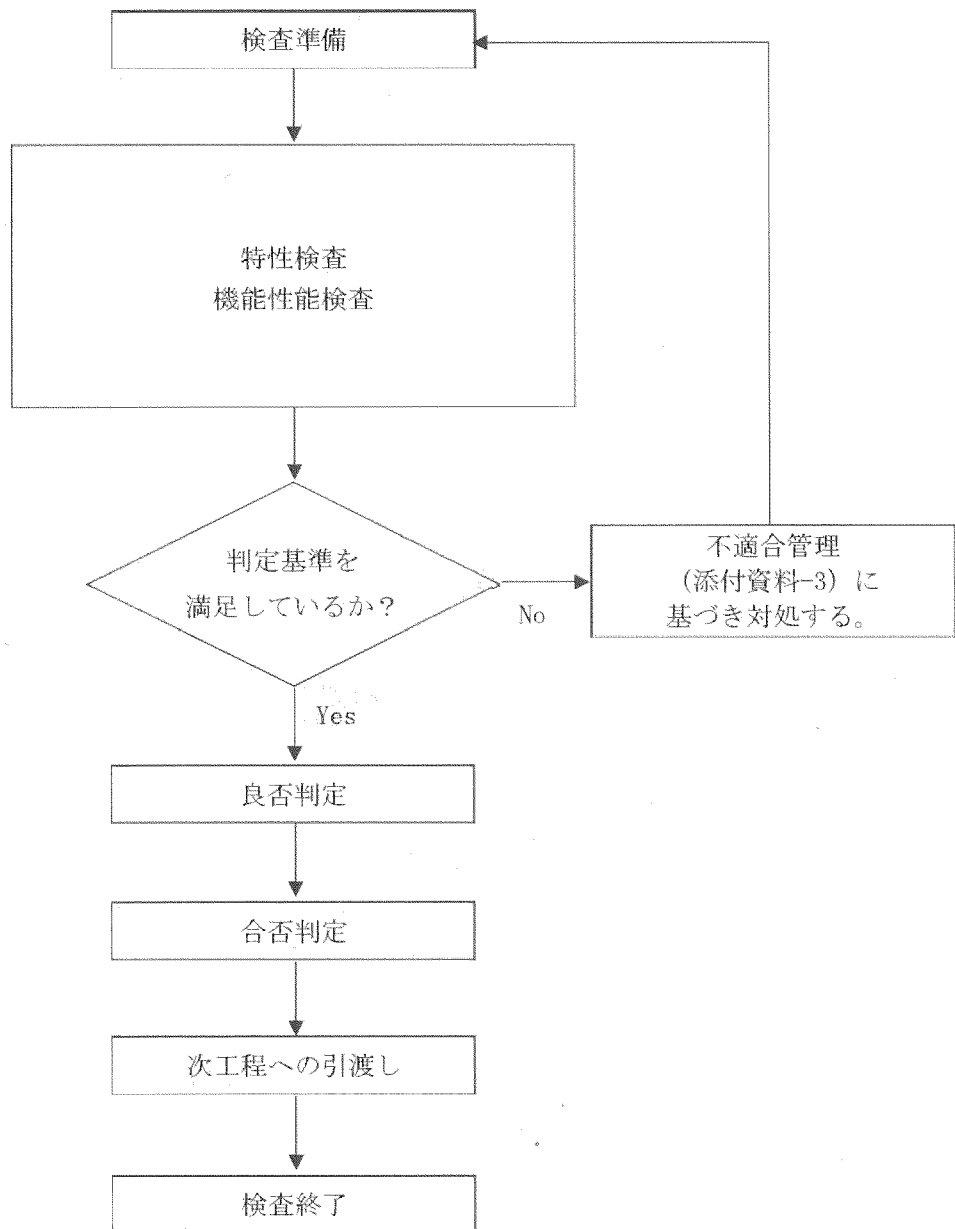 検査準備
特性検査
機能性能検査
判定基準を
満足しているか？
No
不適合管理
(添付資料-3) に
基づき対処する。
Yes
良否判定
合否判定
次工程への引渡し
検査終了